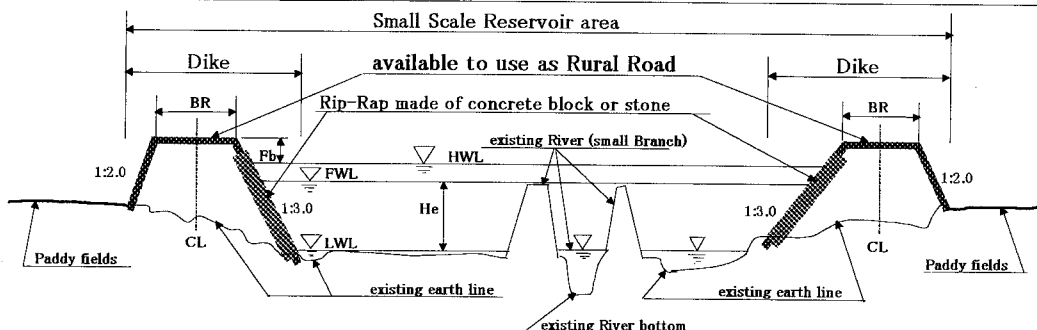 Small Scale Reservoir area
Dike
available to use as Rural Road
Dike
BR
Rip-Rap made of concrete block or stone
BR
existing River (small Branch)
Fb
HWL
FWL
1:2.0
1:2.0
He
1:3.0
1:3.0
CL
LWL
CL
Paddy fields
Paddy fields
existing earth line
existing earth line
existing River bottom